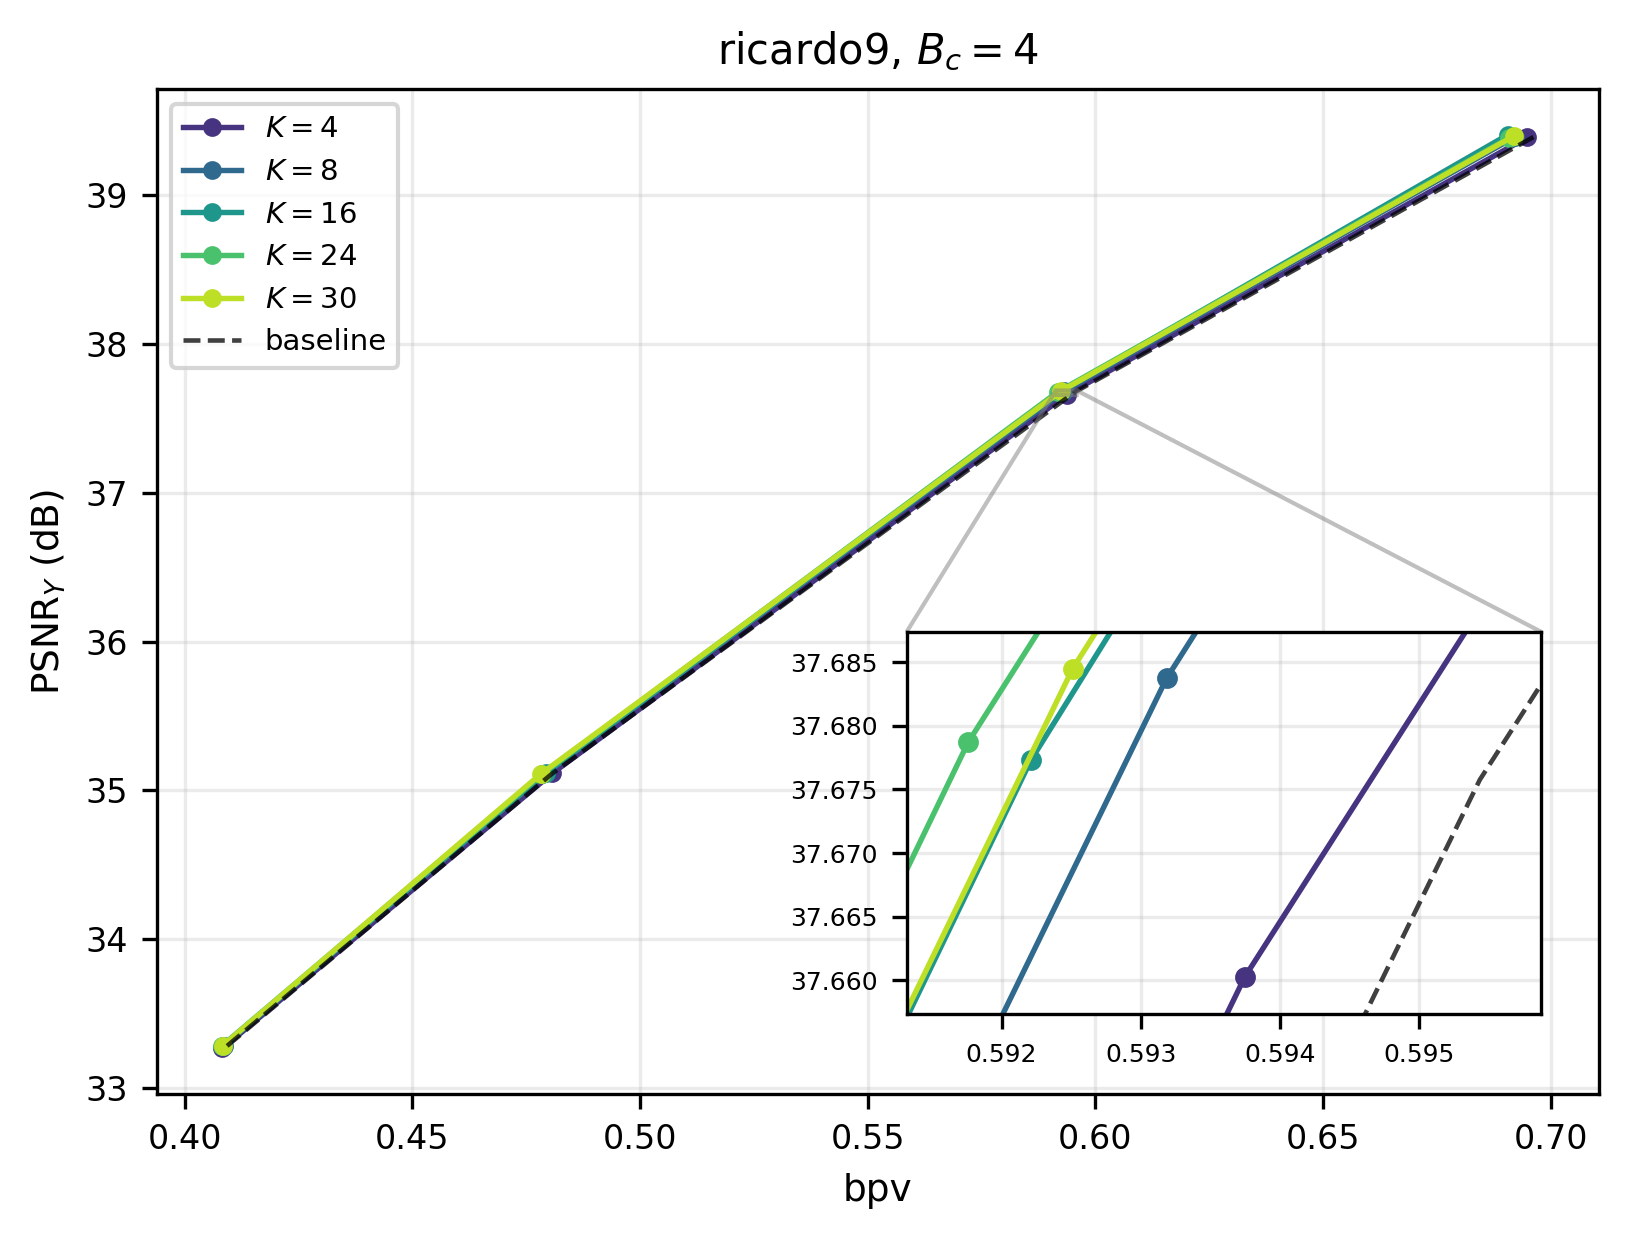 ricardo9, B_c = 4
K = 4
K = 8
K = 16
K = 24
K = 30
baseline
PSNR_Y (dB)
39
38
37
36
35
34
33
37.685
37.680
37.675
37.670
37.665
37.660
0.592 0.593 0.594 0.595
0.40 0.45 0.50 0.55 0.60 0.65 0.70
bpv